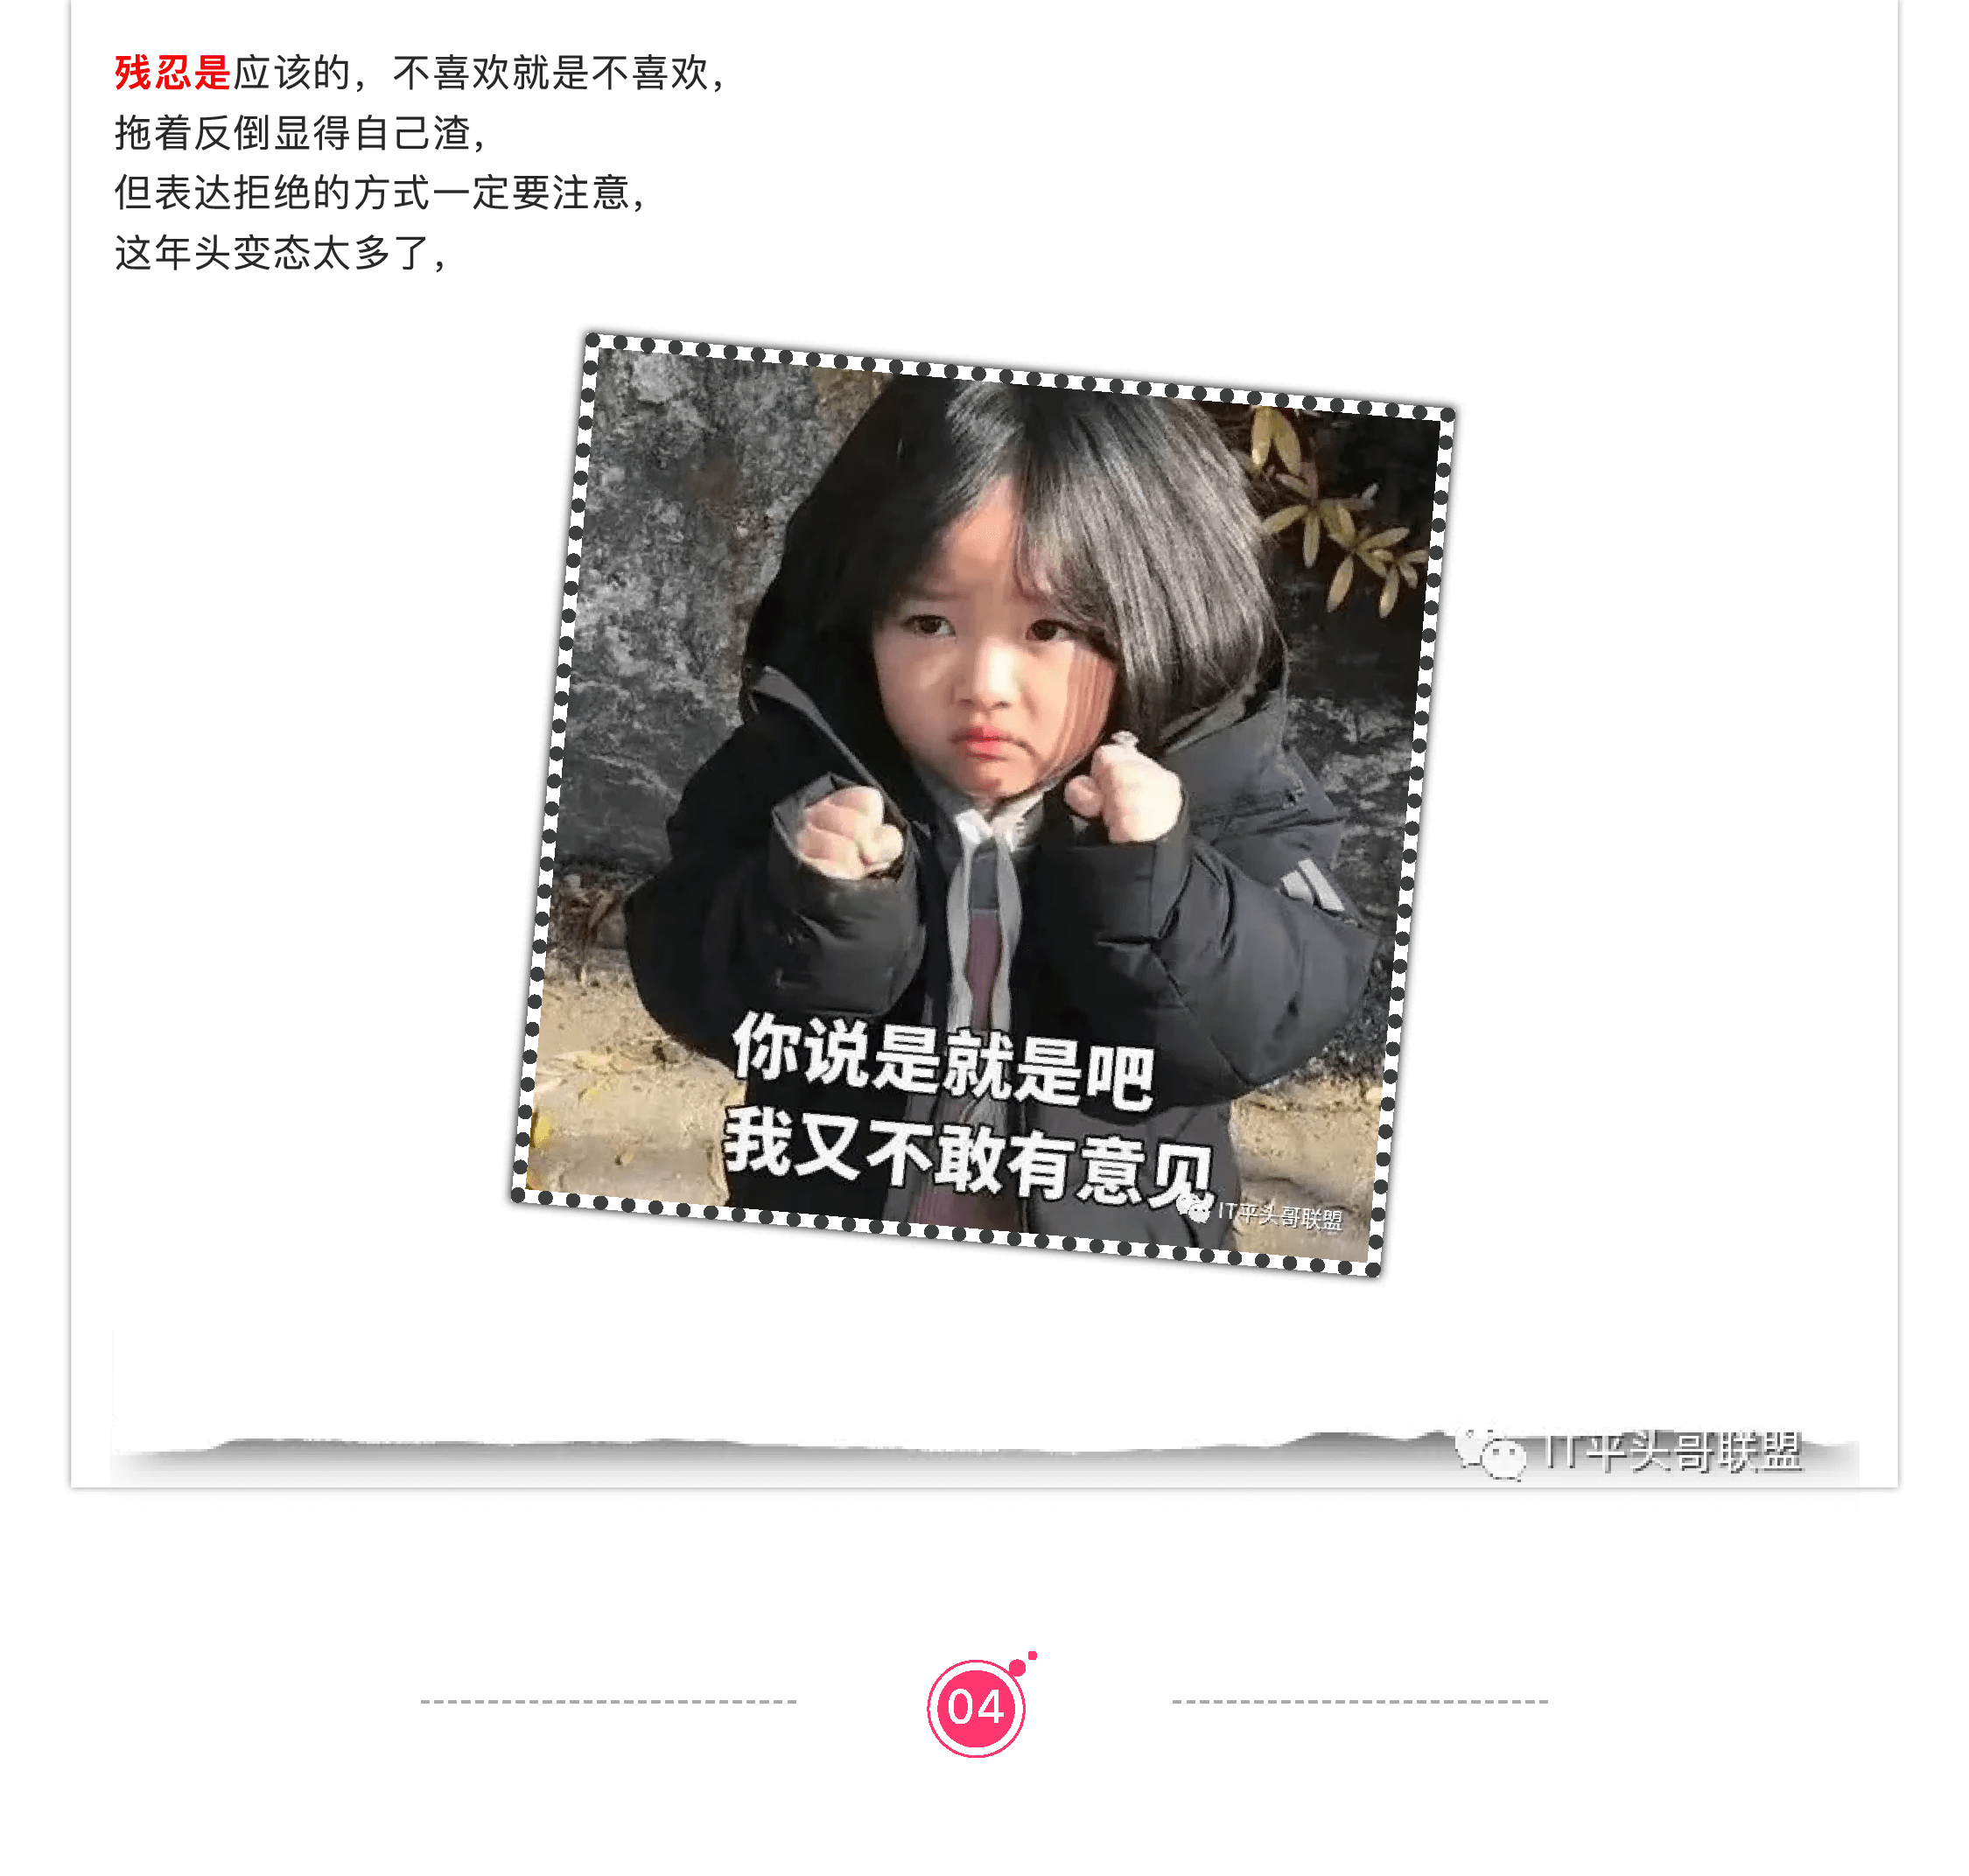 残忍是应该的，不喜欢就是不喜欢，
拖着反倒显得自己渣，
但表达拒绝的方式一定要注意，
这年头变态太多了，
你说是就是吧
我又不敢有意见
IT平头哥联盟
IT平头哥联盟
04